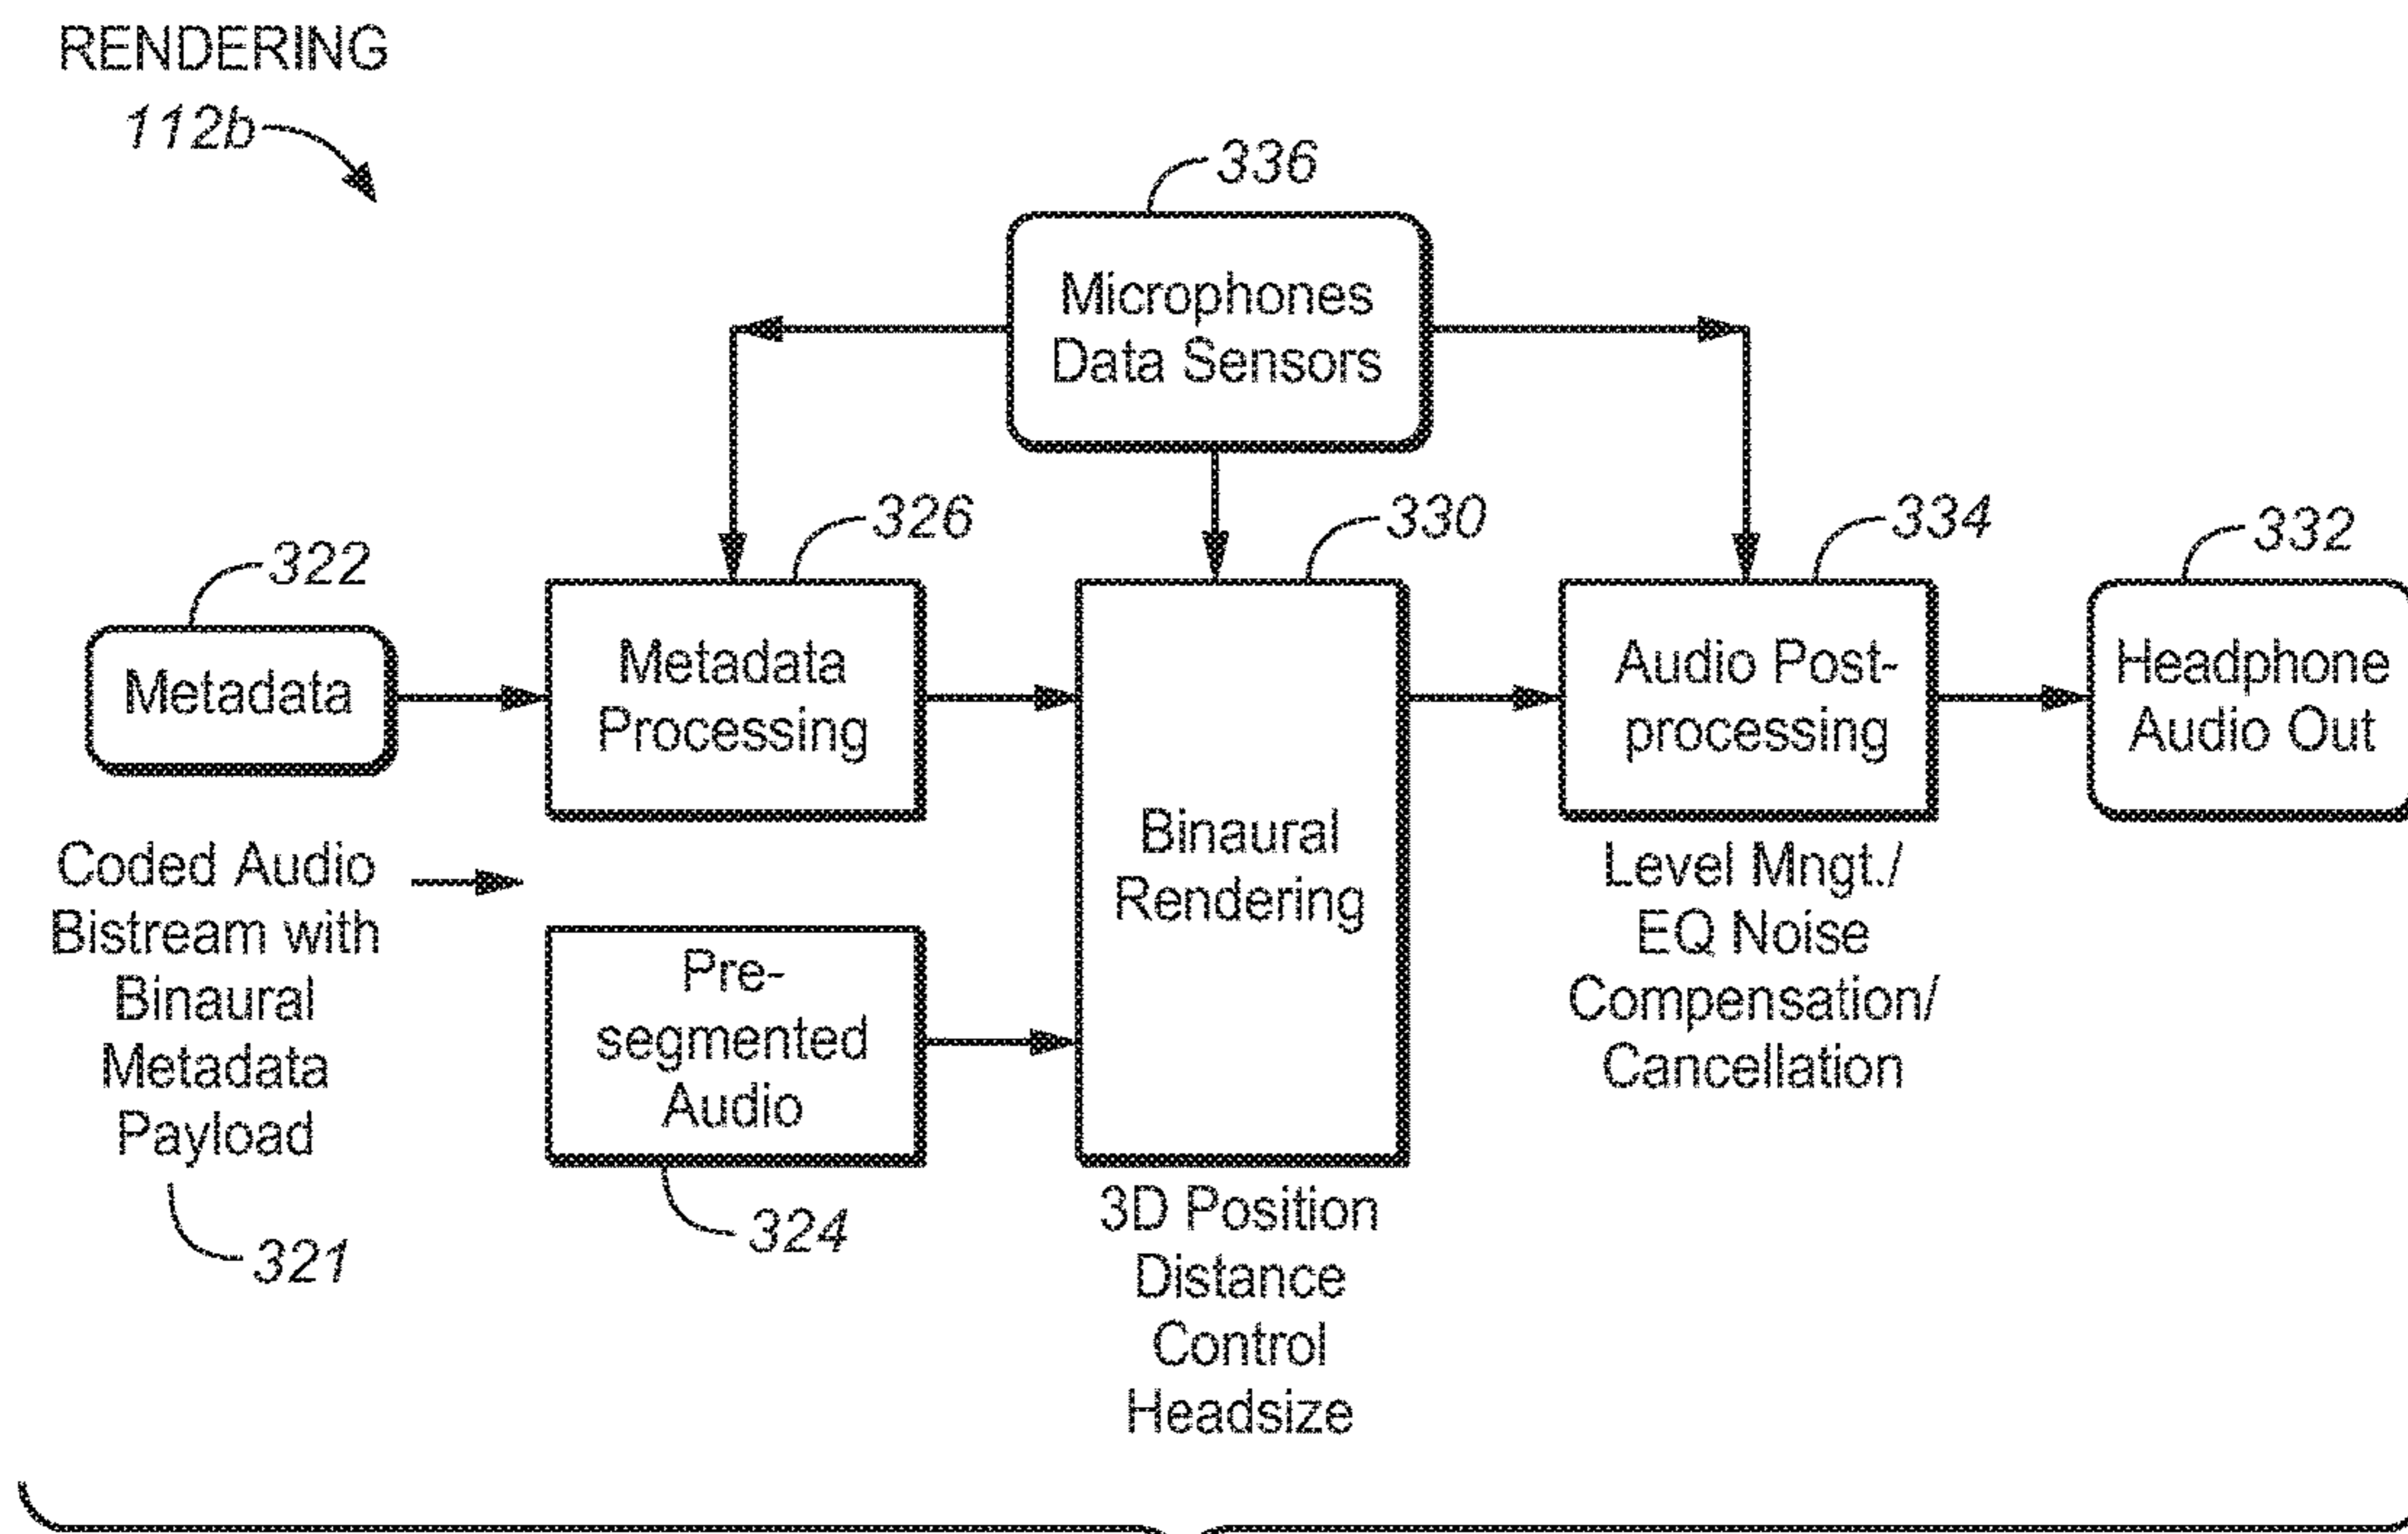 RENDERING
112b
336
Microphones
Data Sensors
322
326
330
334
332
Metadata
Metadata
Processing
Binaural
Rendering
Audio Post-
processing
Headphone
Audio Out
Coded Audio
Bistream with
Binaural
Metadata
Payload
321
Pre-
segmented
Audio
324
3D Position
Distance
Control
Headsize
Level Mngt./
EQ Noise
Compensation/
Cancellation